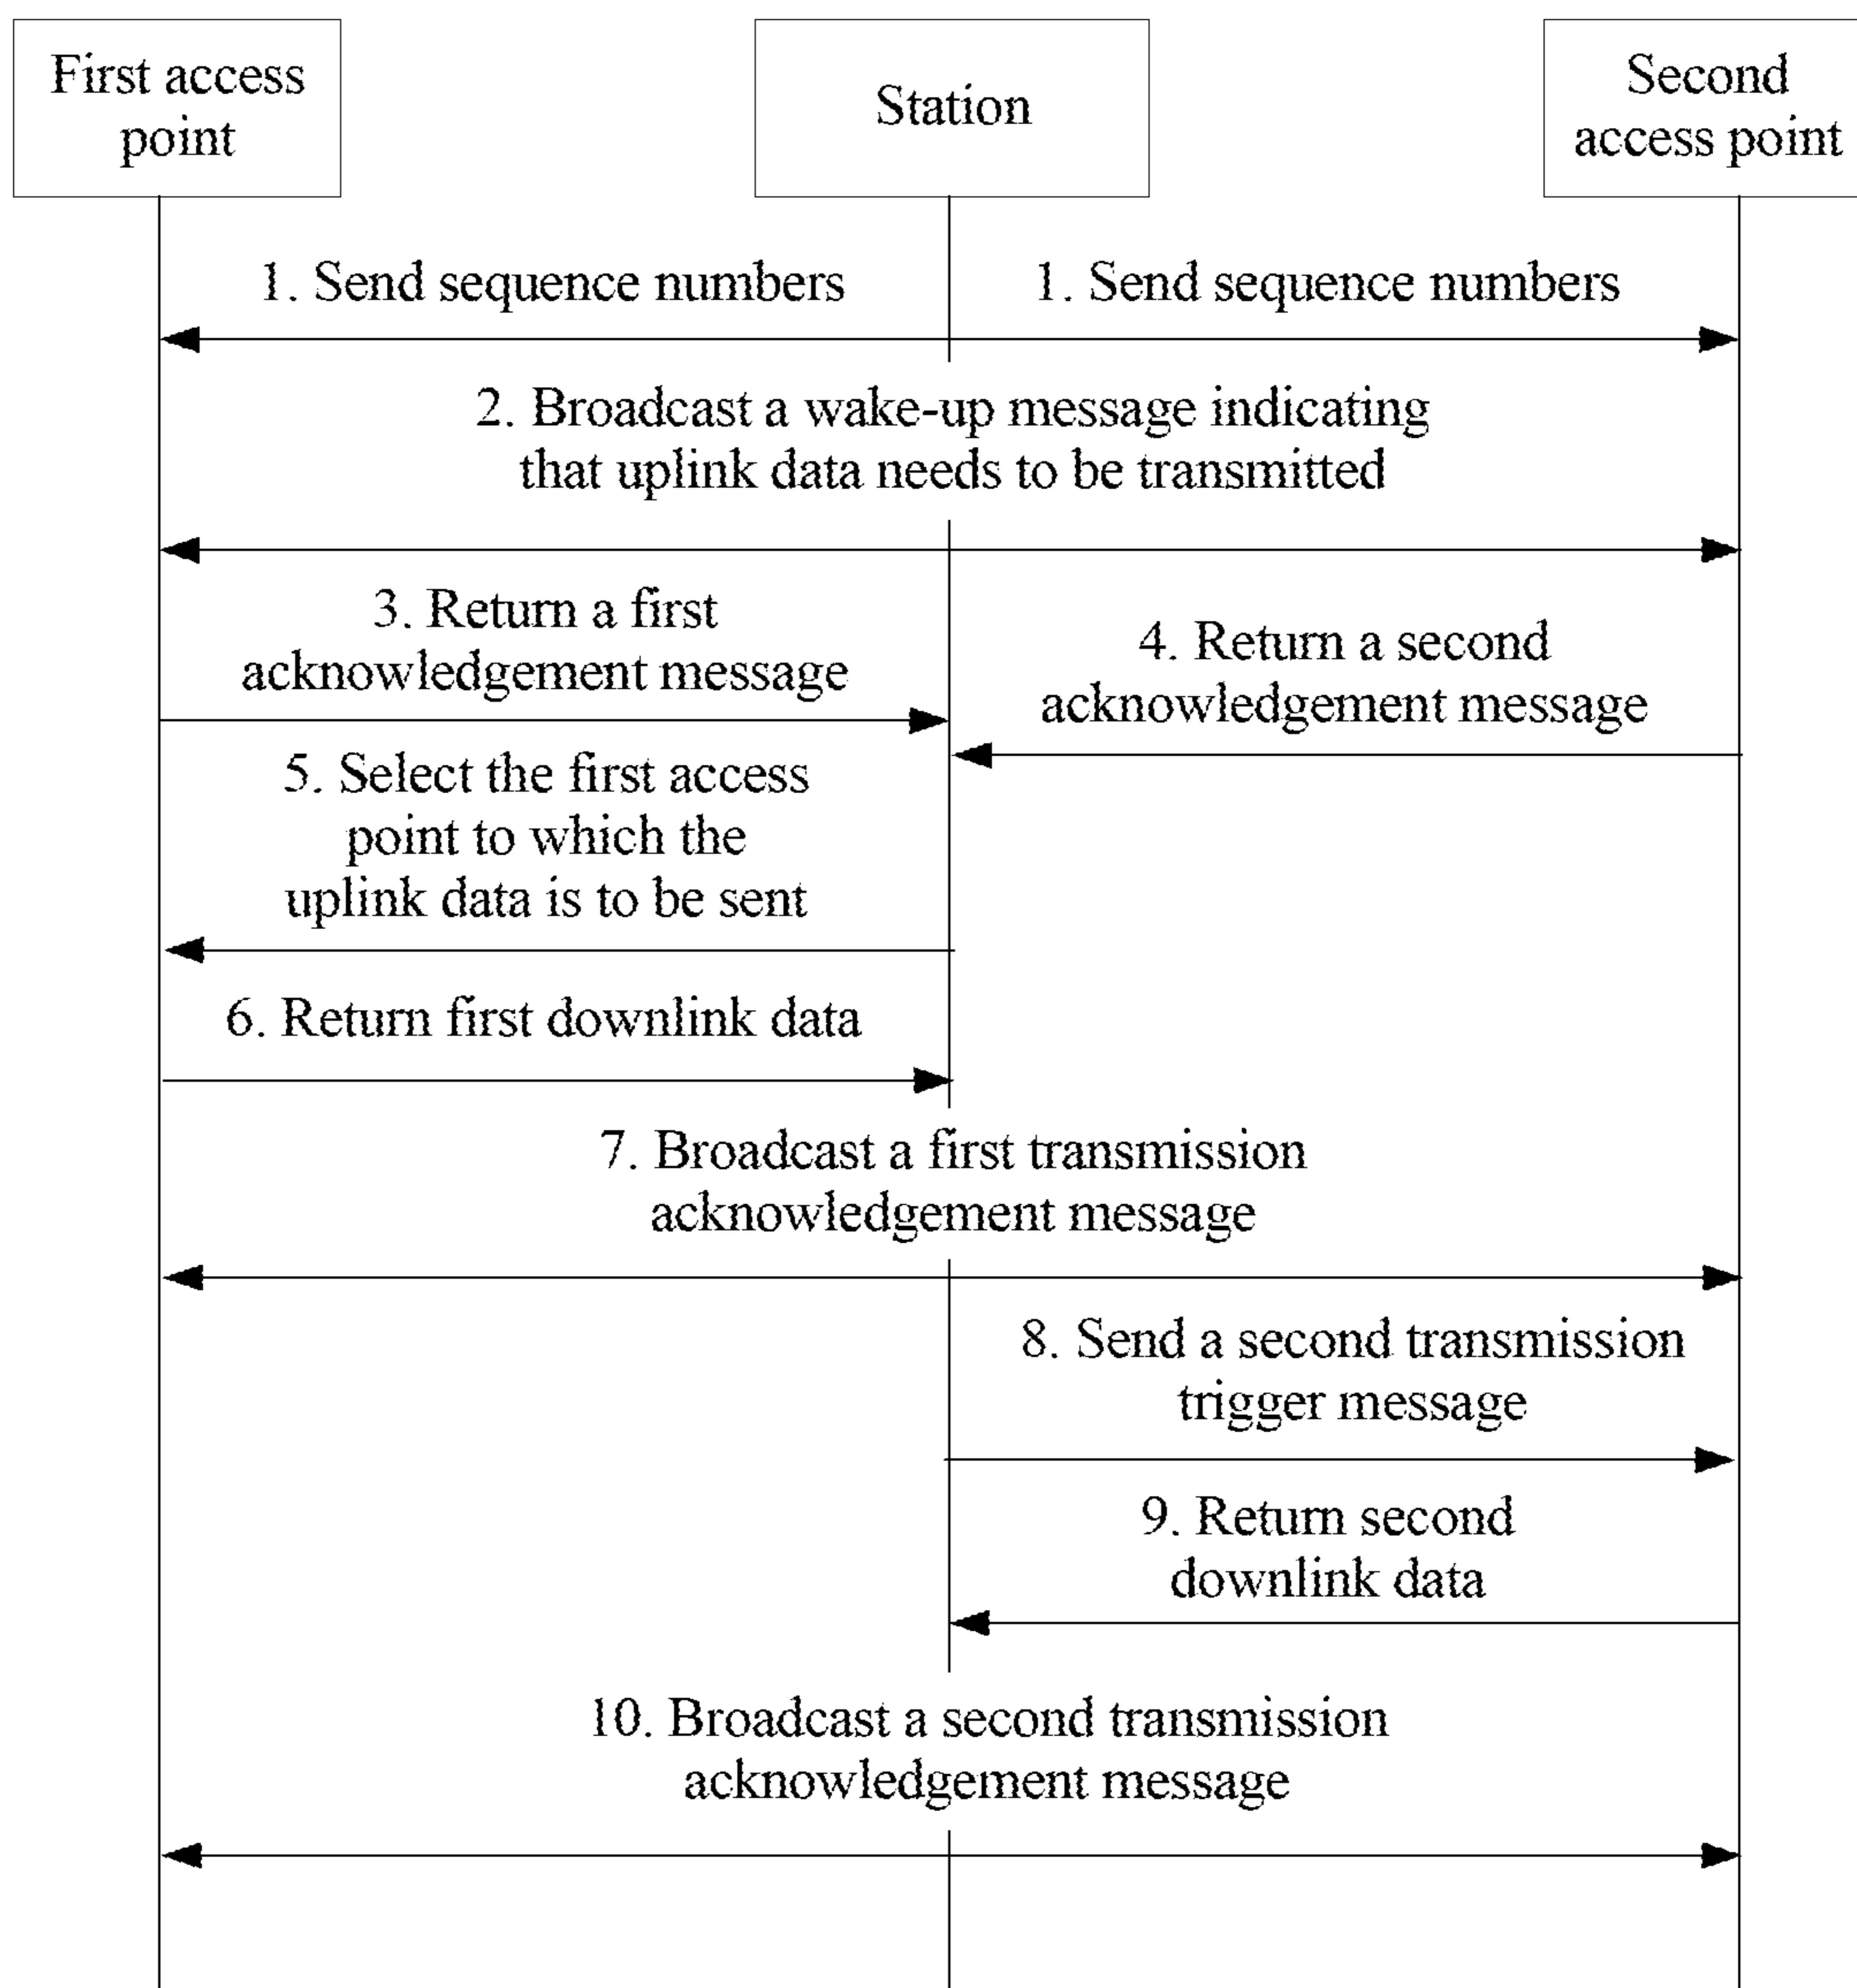 First access
point
Station
Second
access point
1. Send sequence numbers
1. Send sequence numbers
2. Broadcast a wake-up message indicating
that uplink data needs to be transmitted
3. Return a first
acknowledgement message
4. Return a second
acknowledgement message
5. Select the first access
point to which the
uplink data is to be sent
6. Return first downlink data
7. Broadcast a first transmission
acknowledgement message
8. Send a second transmission
trigger message
9. Return second
downlink data
10. Broadcast a second transmission
acknowledgement message